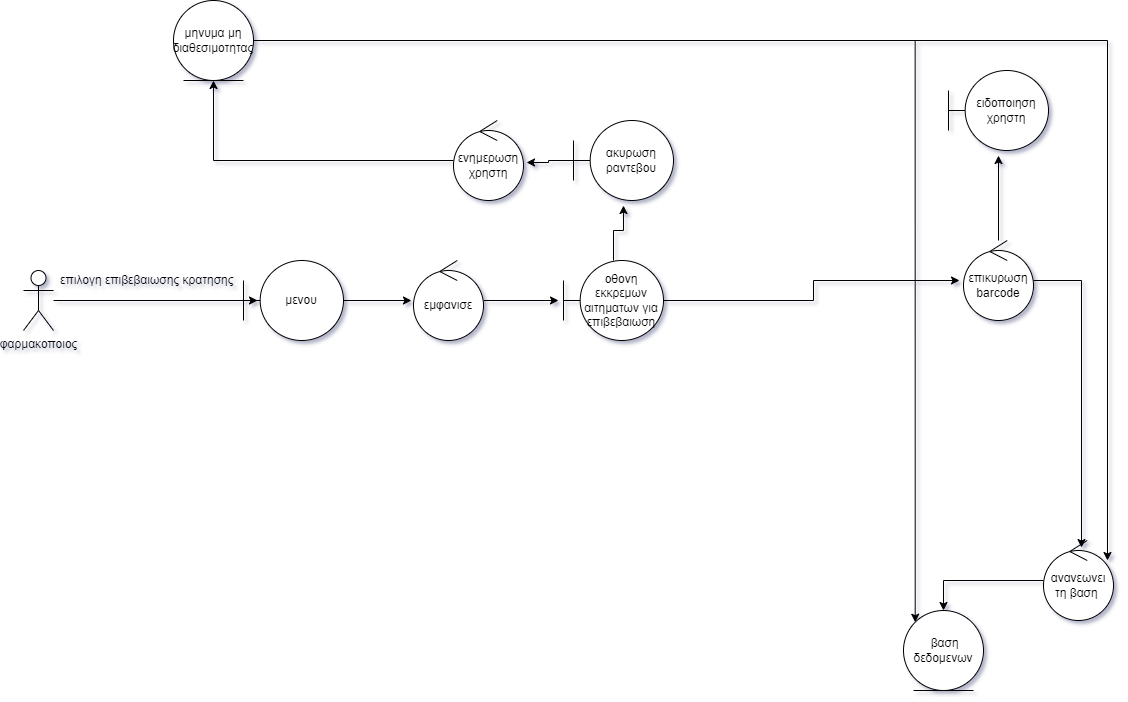 μηνυμα μη
διαθεσιμοτητας
ειδοποιηση
χρηστη
ενημερωση
χρηστη
ακυρωση
ραντεβου
επιλογη επιβεβαιωσης κρατησης
φαρμακοποιος
μενου
εμφανισε
οθονη
εκκρεμων
αιτηματων για
επιβεβαιωση
επικυρωση
barcode
ανανεωνει
τη βαση
βαση
δεδομενων